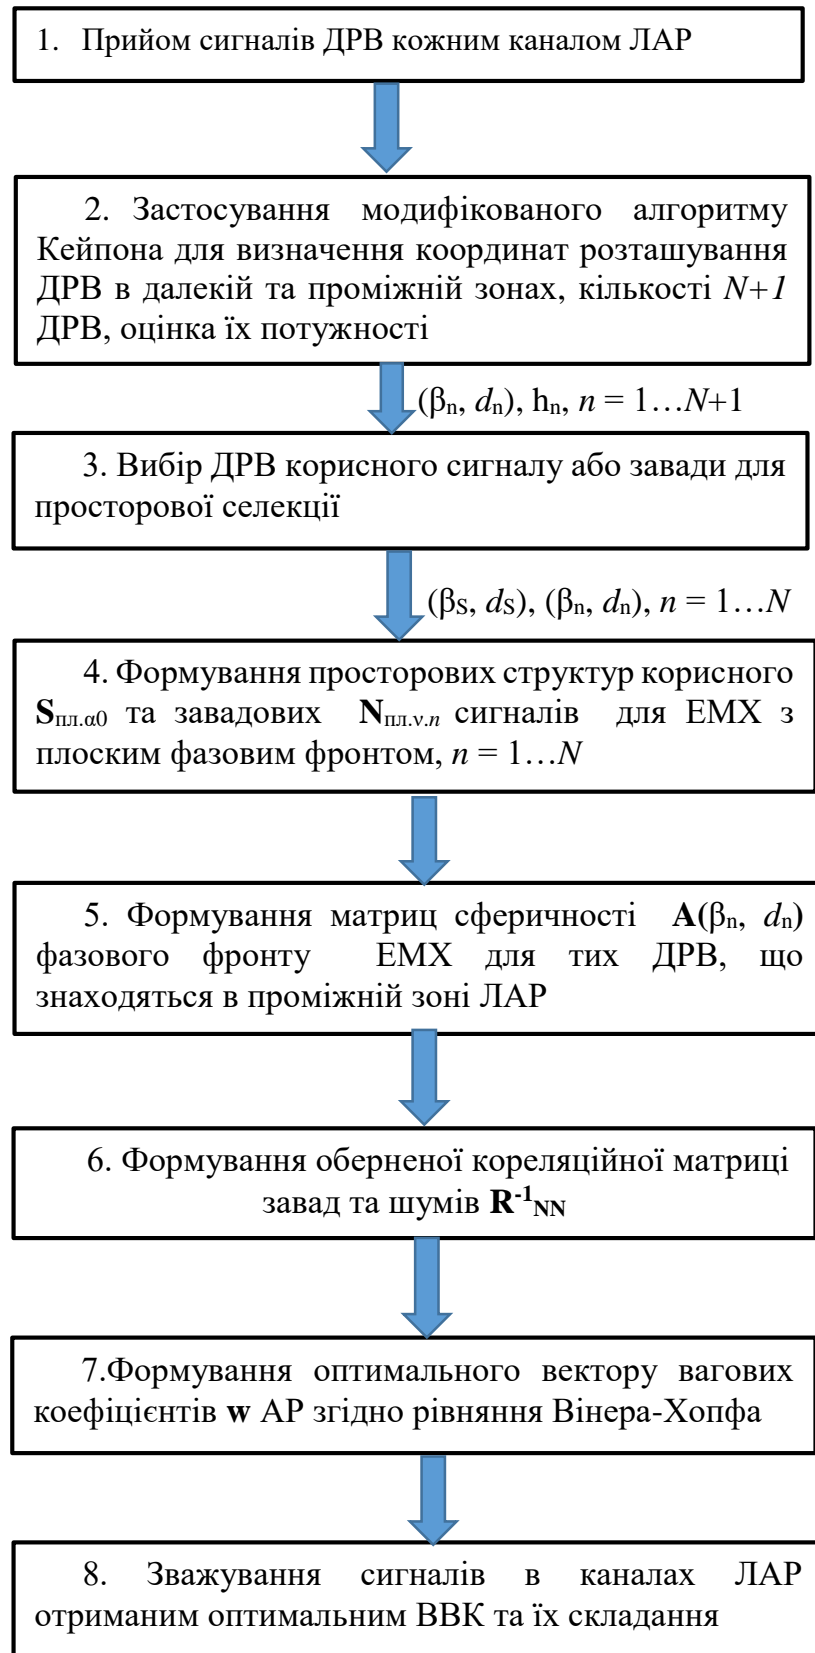 1. Прийом сигналів ДРВ кожним каналом ЛАР
2. Застосування модифікованого алгоритму
Кейпона для визначення координат розташування
ДРВ в далекій та проміжній зонах, кількості N+1
ДРВ, оцінка їх потужності
(βn, dn), hn, n = 1…N+1
3. Вибір ДРВ корисного сигналу або завади для
просторової селекції
(βS, dS), (βn, dn), n = 1…N
4. Формування просторових структур корисного
Sпл.α0 та завадових Nпл.ν.n сигналів для ЕМХ з
плоским фазовим фронтом, n = 1…N
5. Формування матриць сферичності A(βn, dn)
фазового фронту ЕМХ для тих ДРВ, що
знаходяться в проміжній зоні ЛАР
6. Формування оберненої кореляційної матриці
завад та шумів R-1NN
7.Формування оптимального вектору вагових
коефіцієнтів w АР згідно рівняння Вінера-Хопфа
8. Зважування сигналів в каналах ЛАР
отриманим оптимальним ВВК та їх складання